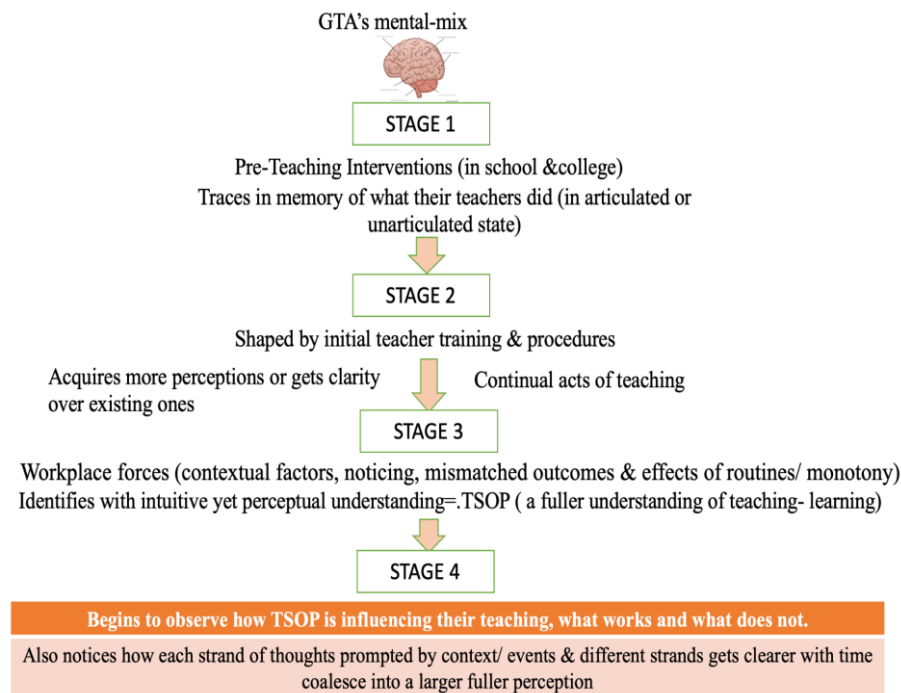 GTA's mental-mix
STAGE 1
Pre-Teaching Interventions (in school &college)
Traces in memory of what their teachers did (in articulated or
unarticulated state)
STAGE 2
Shaped by initial teacher training & procedures
Acquires more perceptions or gets clarity
over existing ones
Continual acts of teaching
STAGE 3
Workplace forces (contextual factors, noticing, mismatched outcomes & effects of routines/ monotony)
Identifies with intuitive yet perceptual understanding=.TSOP ( a fuller understanding of teaching- learning)
STAGE 4
Begins to observe how TSOP is influencing their teaching, what works and what does not.
Also notices how each strand of thoughts prompted by context/ events & different strands gets clearer with time
coalesce into a larger fuller perception